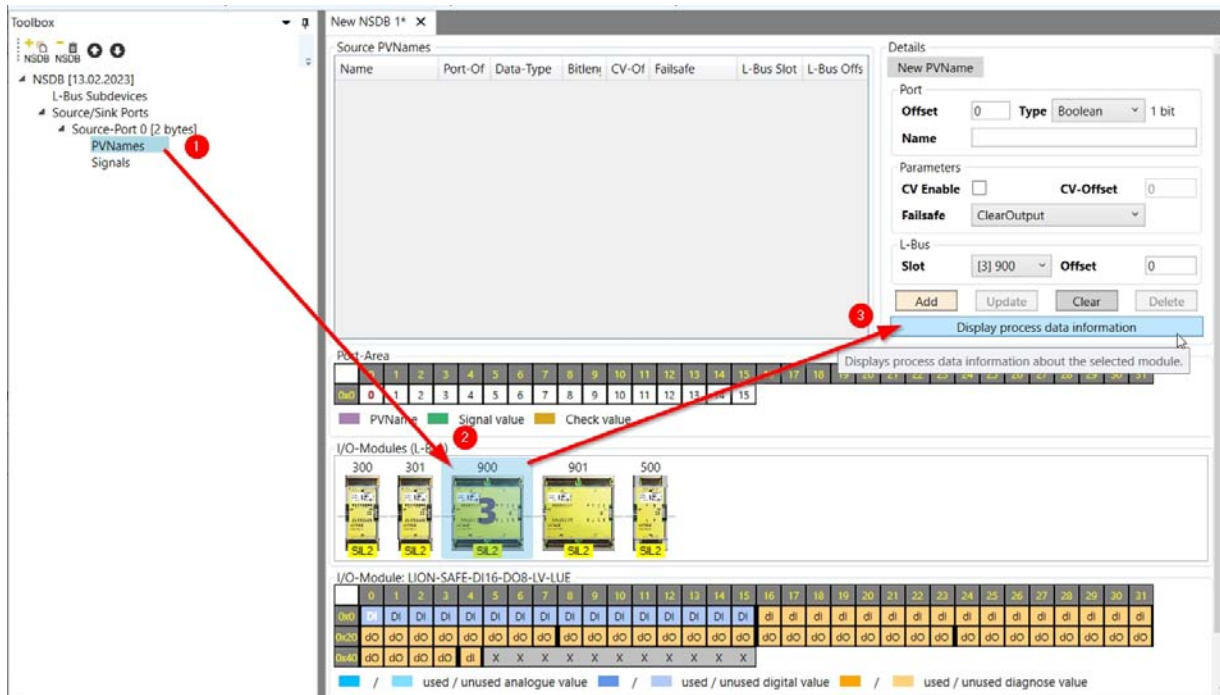 Toolbox
NSDB NSDB
NSDB [13.02.2023]
L-Bus Subdevices
Source/Sink Ports
Source-Port 0 [2 bytes]
PVNames
Signals
1
New NSDB 1*
Source PVNames
Name Port-Of Data-Type Bitleng CV-Of Failsafe L-Bus Slot L-Bus Offs
Details
New PVName
Port
Offset 0 Type Boolean 1 bit
Name
Parameters
CV Enable CV-Offset 0
Failsafe ClearOutput
L-Bus
Slot [3] 900 Offset 0
Add Update Clear Delete
3
Display process data information
Displays process data information about the selected module.
Port-Area
0 1 2 3 4 5 6 7 8 9 10 11 12 13 14 15 17 18 19 20 21 22 23 24 25 26 27 28 29 30 31
0x0 0 1 2 3 4 5 6 7 8 9 10 11 12 13 14 15
PVName Signal value Check value
2
I/O-Modules (L-Bus)
300 301 900 901 500
3
SIL2 SIL2 SIL2 SIL2 SIL2
I/O-Module: LION-SAFE-DI16-DO8-LV-LUE
0 1 2 3 4 5 6 7 8 9 10 11 12 13 14 15 16 17 18 19 20 21 22 23 24 25 26 27 28 29 30 31
0x0 DI DI DI DI DI DI DI DI DI DI DI DI DI DI DI DI dI dI dI dI dI dI dI dI dI dI dI dI dI dI dI dI
0x20 dO dO dO dO dO dO dO dO dO dO dO dO dO dO dO dO dO dO dO dO dO dO dO dO dO dO dO dO dO dO dO dO
0x40 dO dO dO dO dI X X X X X X X X X X X
/ used / unused analogue value / used / unused digital value / used / unused diagnose value